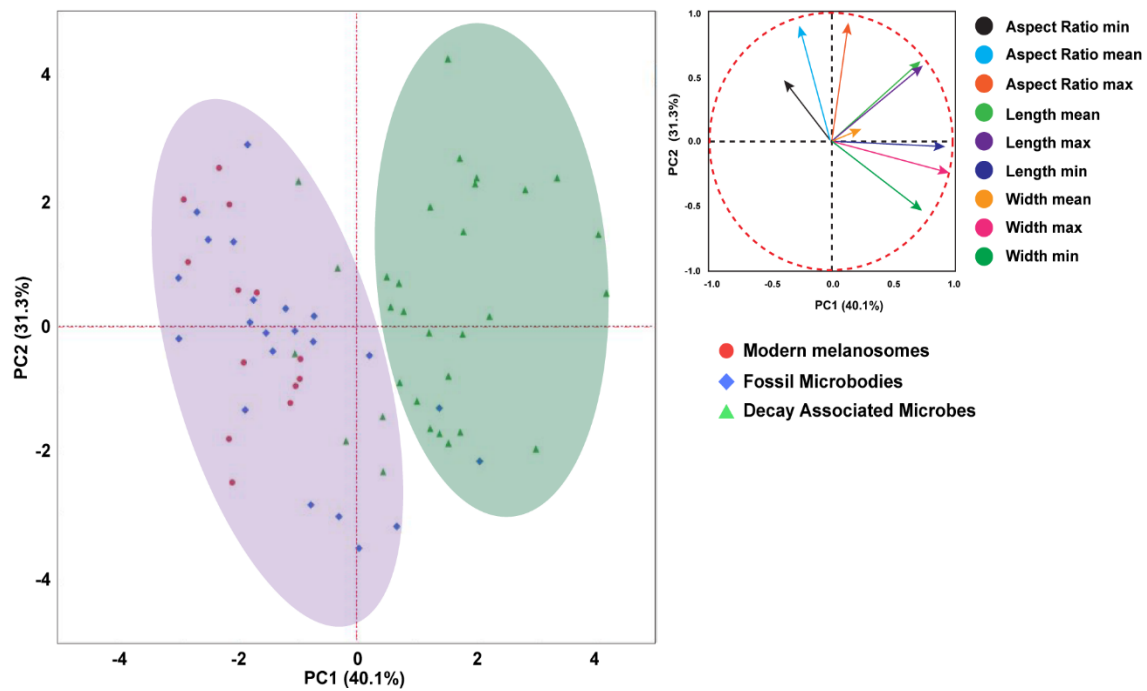 4
2
0
-2
-4
PC2 (31.3%)
-4
-2
0
2
4
PC1 (40.1%)
1.0
0.5
0.0
-0.5
-1.0
PC2 (31.3%)
-1.0
-0.5
0.0
0.5
1.0
PC1 (40.1%)
Aspect Ratio min
Aspect Ratio mean
Aspect Ratio max
Length mean
Length max
Length min
Width mean
Width max
Width min
Modern melanosomes
Fossil Microbodies
Decay Associated Microbes